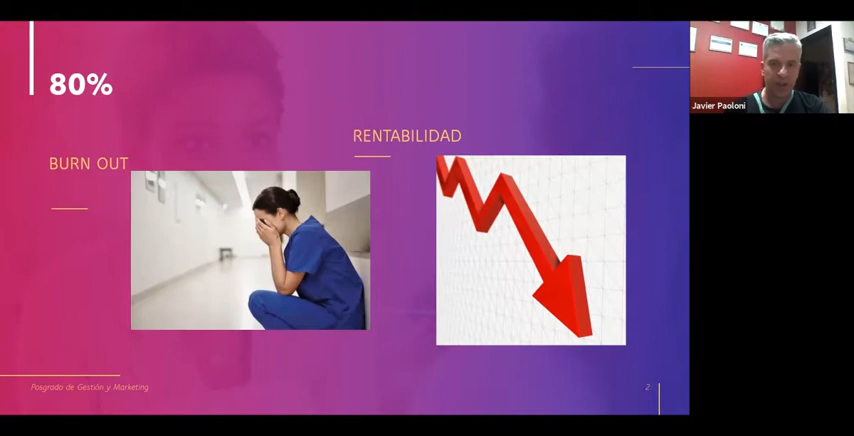 80%
RENTABILIDAD
BURN OUT
Posgrado de Gestión y Marketing
2
Javier Paoloni